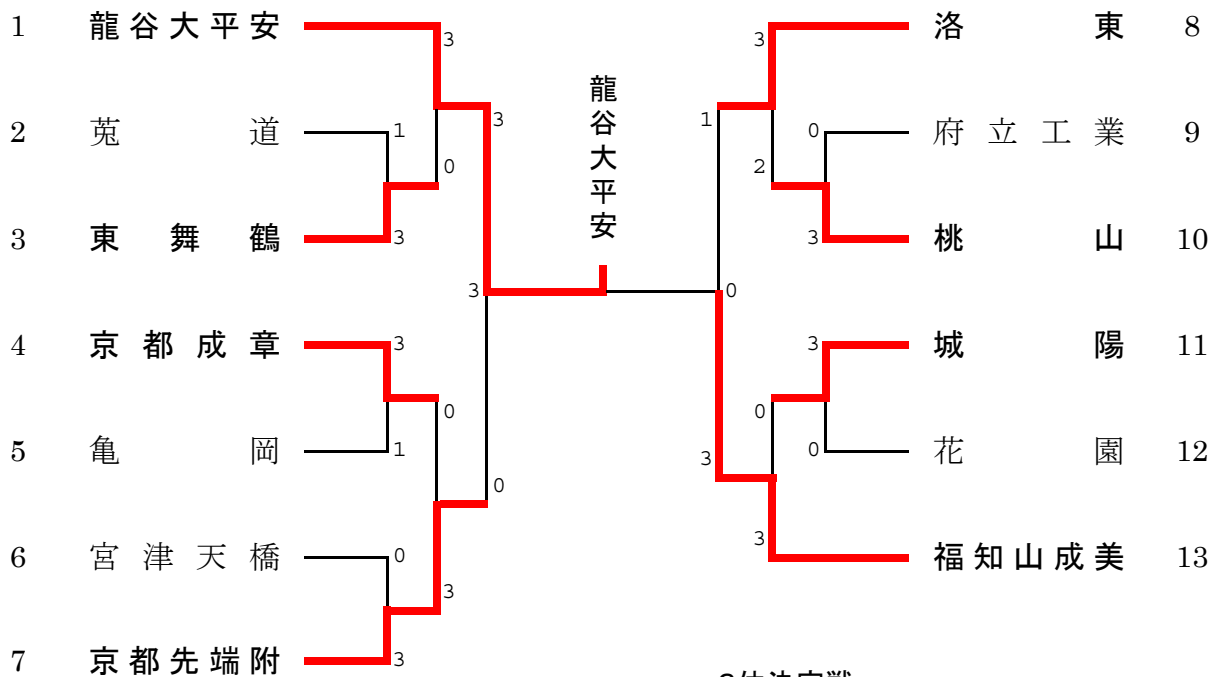 1 龍谷大平安 3
2 莵道 1
3 東舞鶴 3
0
3
4 京都成章 3
5 亀岡 1
0
6 宮津天橋 0
7 京都先端附 3
3
0
3
龍谷大平安
0
3 洛東 8
0 府立工業 9
3 桃山 10
2
1
3 城陽 11
0 花園 12
0
3 福知山成美 13
3